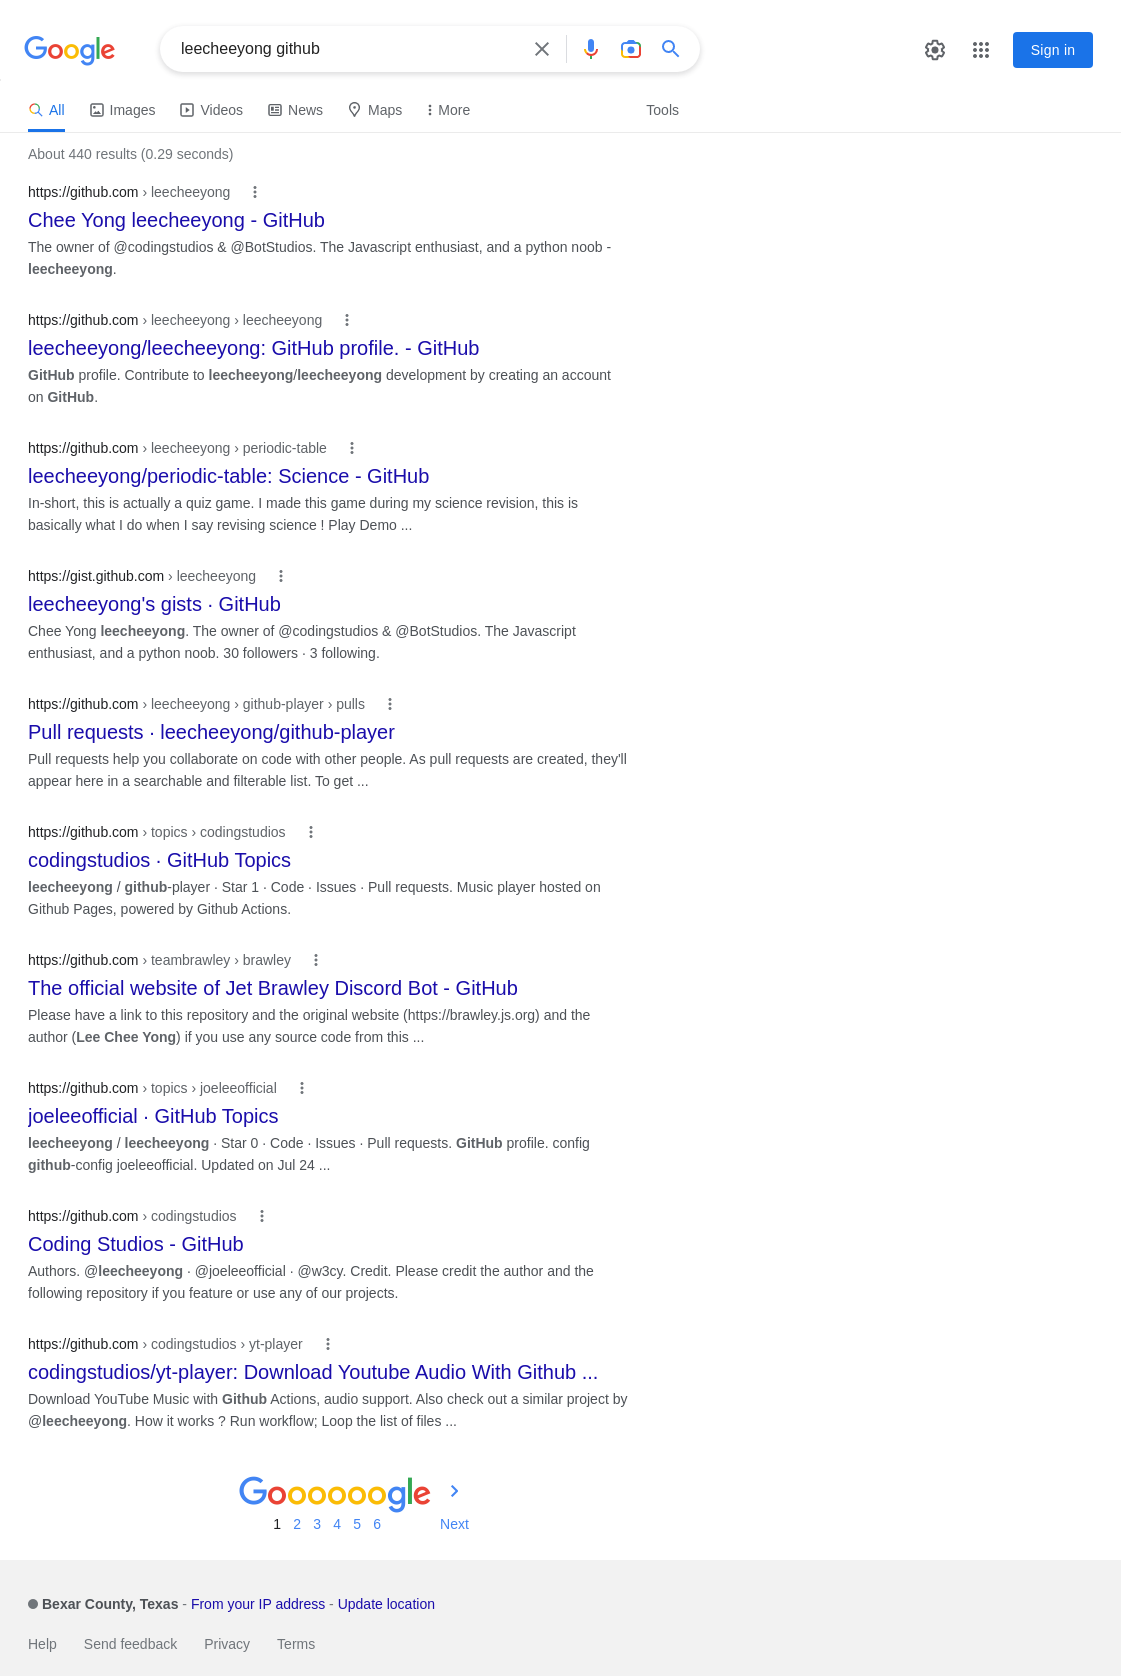 Google
leecheeyong github
Sign in
All
Images
Videos
News
Maps
More
Tools
About 440 results (0.29 seconds)
https://github.com › leecheeyong
Chee Yong leecheeyong - GitHub
The owner of @codingstudios & @BotStudios. The Javascript enthusiast, and a python noob -
leecheeyong.
https://github.com › leecheeyong › leecheeyong
leecheeyong/leecheeyong: GitHub profile. - GitHub
GitHub profile. Contribute to leecheeyong/leecheeyong development by creating an account
on GitHub.
https://github.com › leecheeyong › periodic-table
leecheeyong/periodic-table: Science - GitHub
In-short, this is actually a quiz game. I made this game during my science revision, this is
basically what I do when I say revising science ! Play Demo ...
https://gist.github.com › leecheeyong
leecheeyong's gists · GitHub
Chee Yong leecheeyong. The owner of @codingstudios & @BotStudios. The Javascript
enthusiast, and a python noob. 30 followers · 3 following.
https://github.com › leecheeyong › github-player › pulls
Pull requests · leecheeyong/github-player
Pull requests help you collaborate on code with other people. As pull requests are created, they'll
appear here in a searchable and filterable list. To get ...
https://github.com › topics › codingstudios
codingstudios · GitHub Topics
leecheeyong / github-player · Star 1 · Code · Issues · Pull requests. Music player hosted on
Github Pages, powered by Github Actions.
https://github.com › teambrawley › brawley
The official website of Jet Brawley Discord Bot - GitHub
Please have a link to this repository and the original website (https://brawley.js.org) and the
author (Lee Chee Yong) if you use any source code from this ...
https://github.com › topics › joeleeofficial
joeleeofficial · GitHub Topics
leecheeyong / leecheeyong · Star 0 · Code · Issues · Pull requests. GitHub profile. config
github-config joeleeofficial. Updated on Jul 24 ...
https://github.com › codingstudios
Coding Studios - GitHub
Authors. @leecheeyong · @joeleeofficial · @w3cy. Credit. Please credit the author and the
following repository if you feature or use any of our projects.
https://github.com › codingstudios › yt-player
codingstudios/yt-player: Download Youtube Audio With Github ...
Download YouTube Music with Github Actions, audio support. Also check out a similar project by
@leecheeyong. How it works ? Run workflow; Loop the list of files ...
Goooooogle
1 2 3 4 5 6 Next
Bexar County, Texas - From your IP address - Update location
Help Send feedback Privacy Terms